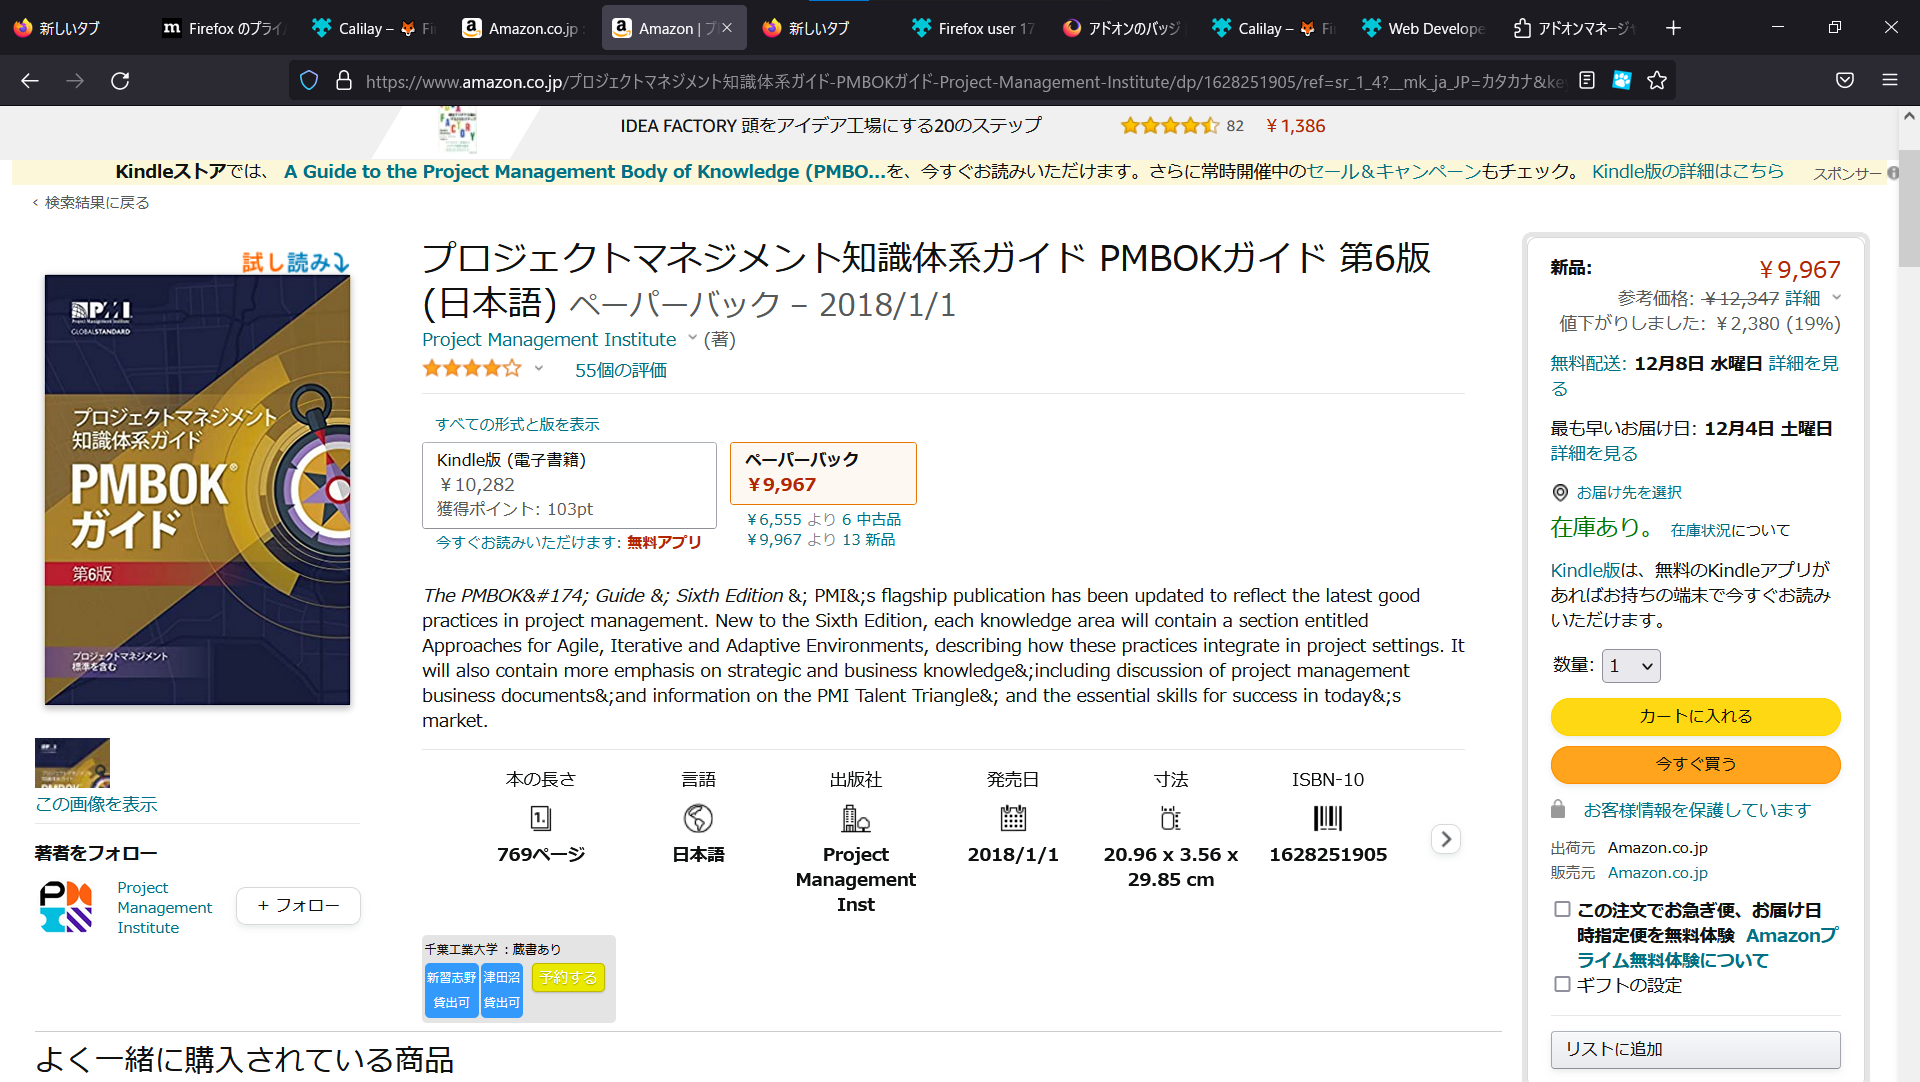 新しいタブ
Firefox のプライ
Calilay – Fi
Amazon.co.jp :
Amazon | プ
新しいタブ
Firefox user 17
アドオンのバッジ
Calilay – Fi
Web Develope
アドオンマネージャ
https://www.amazon.co.jp/プロジェクトマネジメント知識体系ガイド-PMBOKガイド-Project-Management-Institute/dp/1628251905/ref=sr_1_4?__mk_ja_JP=カタカナ&ke
FACTORY
IDEA FACTORY 頭をアイデア工場にする20のステップ
82
￥1,386
Kindleストアでは、 A Guide to the Project Management Body of Knowledge (PMBO...を、今すぐお読みいただけます。さらに常時開催中のセール＆キャンペーンもチェック。 Kindle版の詳細はこちら
スポンサー
‹ 検索結果に戻る
試し読み
PMI
Project Management Institute
GLOBALSTANDARD
プロジェクトマネジメント
知識体系ガイド
PMBOK®
ガイド
第6版
プロジェクトマネジメント
標準を含む
この画像を表示
著者をフォロー
Project
Management
Institute
+ フォロー
プロジェクトマネジメント知識体系ガイド PMBOKガイド 第6版
(日本語) ペーパーバック – 2018/1/1
Project Management Institute (著)
55個の評価
すべての形式と版を表示
Kindle版 (電子書籍)
￥10,282
獲得ポイント: 103pt
今すぐお読みいただけます: 無料アプリ
ペーパーバック
￥9,967
￥6,555 より 6 中古品
￥9,967 より 13 新品
The PMBOK&#174; Guide &; Sixth Edition &; PMI&;s flagship publication has been updated to reflect the latest good
practices in project management. New to the Sixth Edition, each knowledge area will contain a section entitled
Approaches for Agile, Iterative and Adaptive Environments, describing how these practices integrate in project settings. It
will also contain more emphasis on strategic and business knowledge&;including discussion of project management
business documents&;and information on the PMI Talent Triangle&; and the essential skills for success in today&;s
market.
本の長さ
769ページ
言語
日本語
出版社
Project
Management
Inst
発売日
2018/1/1
寸法
20.96 x 3.56 x
29.85 cm
ISBN-10
1628251905
千葉工業大学 ：蔵書あり
新習志野
貸出可
津田沼
貸出可
予約する
よく一緒に購入されている商品
新品:
￥9,967
参考価格: ￥12,347 詳細
値下がりしました: ￥2,380 (19%)
無料配送: 12月8日 水曜日 詳細を見
る
最も早いお届け日: 12月4日 土曜日
詳細を見る
お届け先を選択
在庫あり。 在庫状況について
Kindle版は、無料のKindleアプリが
あればお持ちの端末で今すぐお読み
いただけます。
数量: 1
カートに入れる
今すぐ買う
お客様情報を保護しています
出荷元 Amazon.co.jp
販売元 Amazon.co.jp
この注文でお急ぎ便、お届け日
時指定便を無料体験 Amazonプ
ライム無料体験について
ギフトの設定
リストに追加